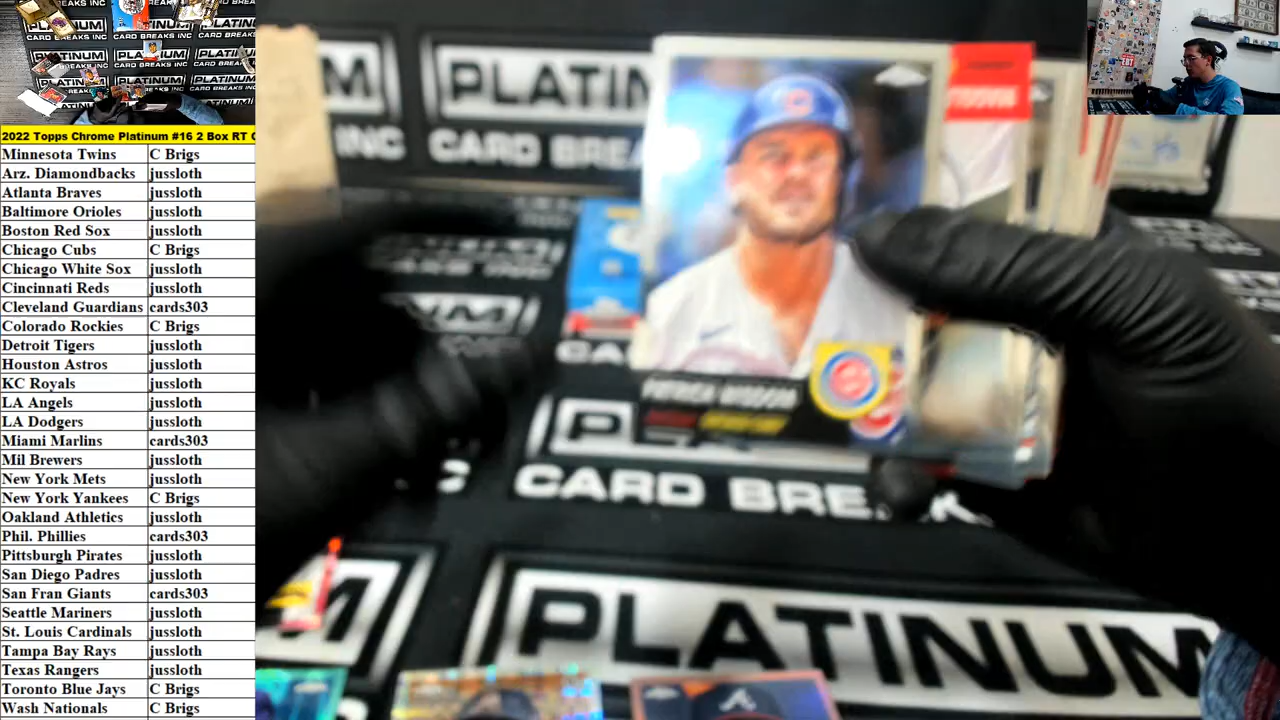 2022 Topps Chrome Platinum #16 2 Box RT
Minnesota Twins C Brigs
Arz. Diamondbacks jussloth
Atlanta Braves jussloth
Baltimore Orioles jussloth
Boston Red Sox jussloth
Chicago Cubs C Brigs
Chicago White Sox jussloth
Cincinnati Reds jussloth
Cleveland Guardians cards303
Colorado Rockies C Brigs
Detroit Tigers jussloth
Houston Astros jussloth
KC Royals jussloth
LA Angels jussloth
LA Dodgers jussloth
Miami Marlins cards303
Mil Brewers jussloth
New York Mets jussloth
New York Yankees C Brigs
Oakland Athletics jussloth
Phil. Phillies cards303
Pittsburgh Pirates jussloth
San Diego Padres jussloth
San Fran Giants cards303
Seattle Mariners jussloth
St. Louis Cardinals jussloth
Tampa Bay Rays jussloth
Texas Rangers jussloth
Toronto Blue Jays C Brigs
Wash Nationals C Brigs
PLATINUM
CARD BREAKS INC
PLATIN
CARD BREA
PATRICK WISDOM
CARD BREAK
PLATINUM